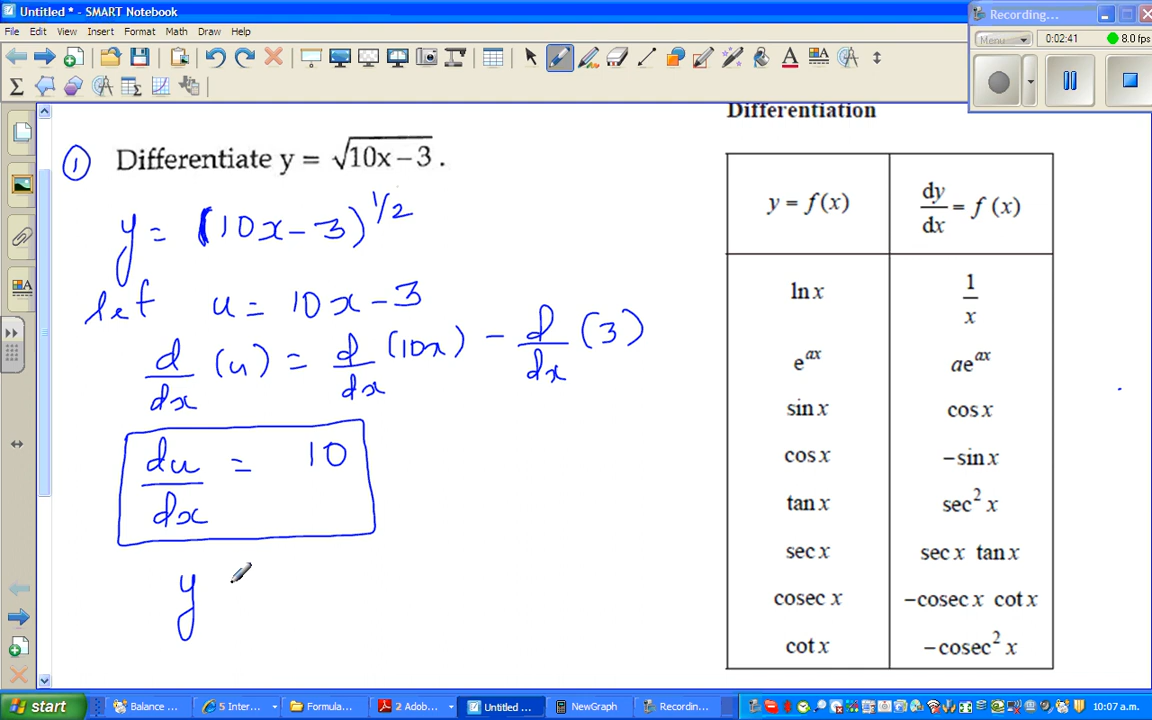 Untitled * - SMART Notebook
Recording...
File Edit View Insert Format Math Draw Help
Menu
0:02:41
8.0 fps
Differentiation
① Differentiate y = √10x – 3 .
y = (10x - 3)^1/2
let u = 10x - 3
d/dx (u) = d/dx (10x) - d/dx (3)
du/dx = 10
y
y = f(x) dy/dx = f (x)
ln x 1/x
e^ax ae^ax
sin x cos x
cos x -sin x
tan x sec² x
sec x sec x tan x
cosec x -cosec x cot x
cot x -cosec² x
start
Balance ...
5 Inter...
Formula...
2 Adob...
Untitled ...
NewGraph
Recordin...
10:07 a.m.